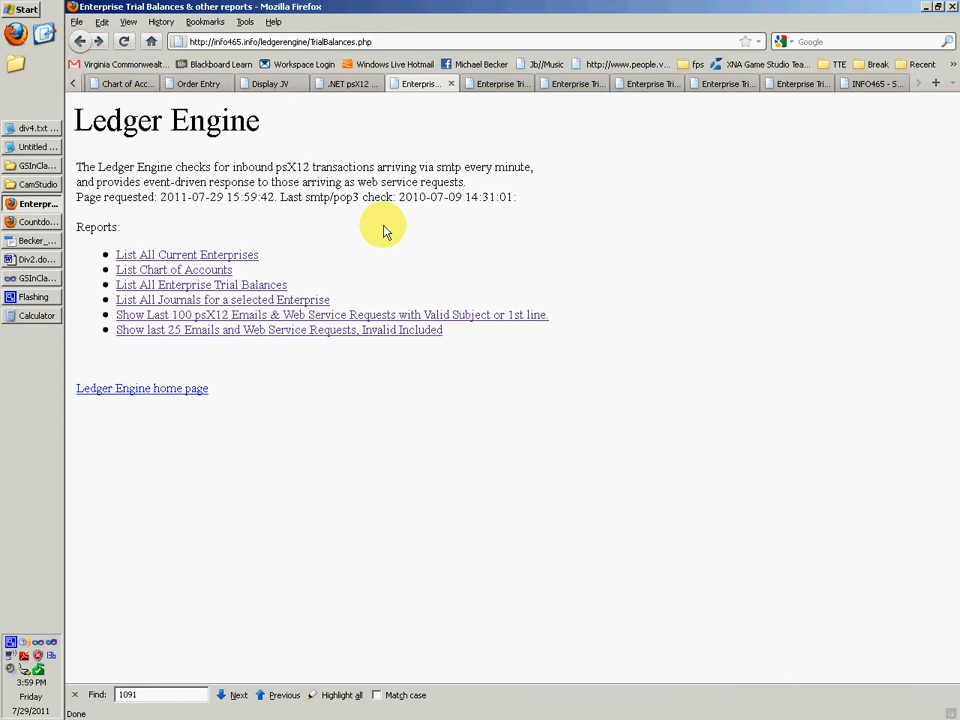 Start
Enterprise Trial Balances & other reports - Mozilla Firefox
File Edit View History Bookmarks Tools Help
http://info465.info/ledgerengine/TrialBalances.php
Google
Virginia Commonwealt... Blackboard Learn Workspace Login Windows Live Hotmail Michael Becker Jb//Music http://www.people.v... fps XNA Game Studio Tea... TTE Break Recent
Chart of Acc... Order Entry Display JV .NET psX12 ... Enterpris... Enterprise Tri... Enterprise Tri... Enterprise Tri... Enterprise Tri... Enterprise Tri... INFO465 - S...
Ledger Engine
The Ledger Engine checks for inbound psX12 transactions arriving via smtp every minute,
and provides event-driven response to those arriving as web service requests.
Page requested: 2011-07-29 15:59:42. Last smtp/pop3 check: 2010-07-09 14:31:01:
Reports:
List All Current Enterprises
List Chart of Accounts
List All Enterprise Trial Balances
List All Journals for a selected Enterprise
Show Last 100 psX12 Emails & Web Service Requests with Valid Subject or 1st line.
Show last 25 Emails and Web Service Requests, Invalid Included
Ledger Engine home page
div4.txt ...
Untitled ...
GSInCla...
CamStudio
Enterpr...
Countdo...
Becker_...
Div2.do...
GSInCla...
Flashing
Calculator
3:59 PM
Friday
7/29/2011
Find: 1091 Next Previous Highlight all Match case
Done